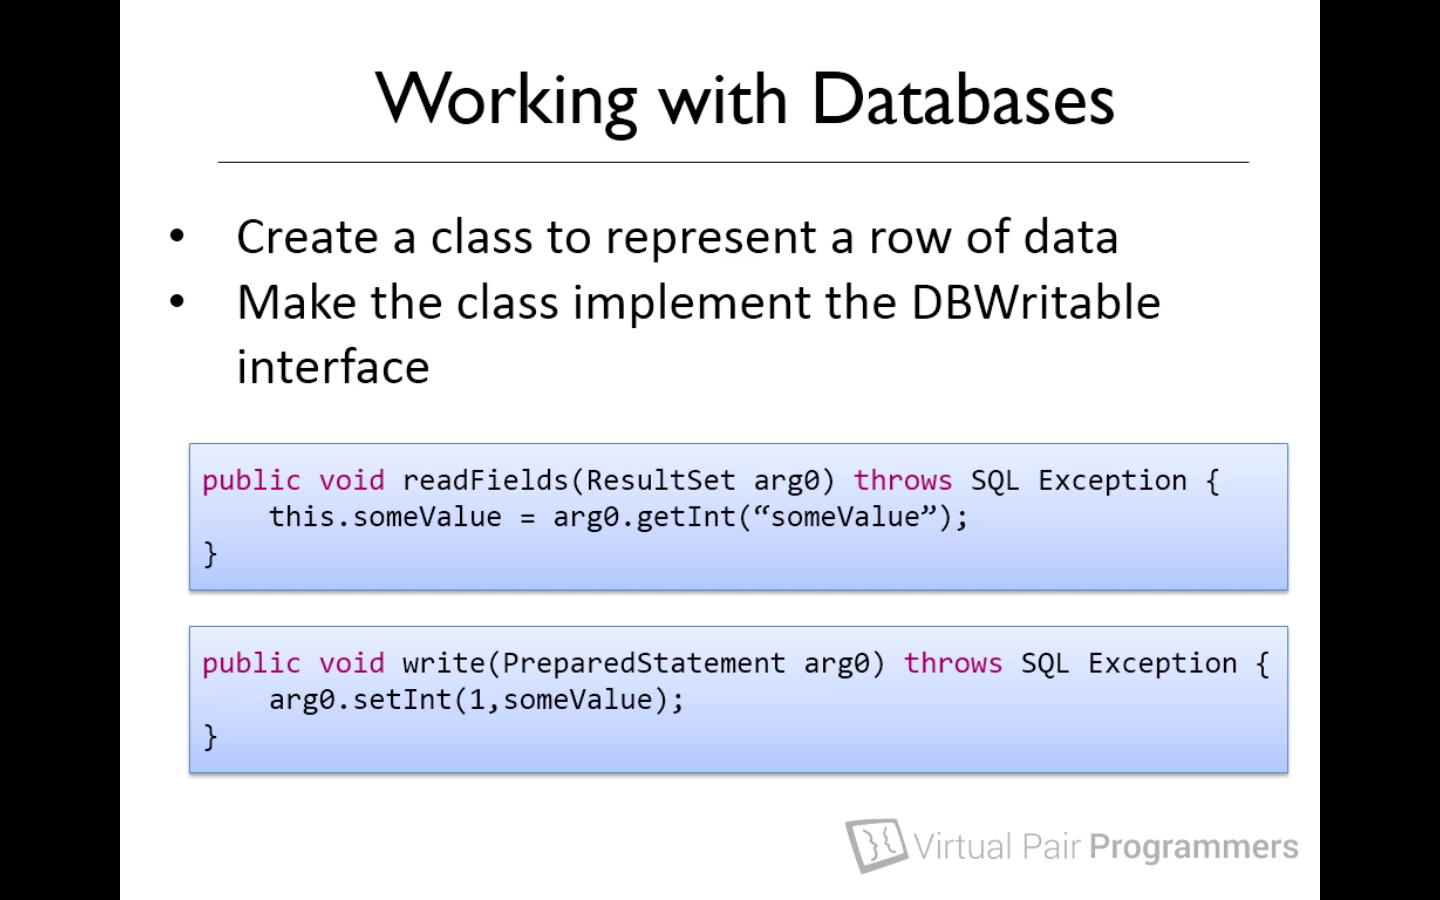 Working with Databases
• Create a class to represent a row of data
• Make the class implement the DBWritable
interface
public void readFields(ResultSet arg0) throws SQL Exception {
    this.someValue = arg0.getInt(“someValue”);
}
public void write(PreparedStatement arg0) throws SQL Exception {
    arg0.setInt(1,someValue);
}
Virtual Pair Programmers